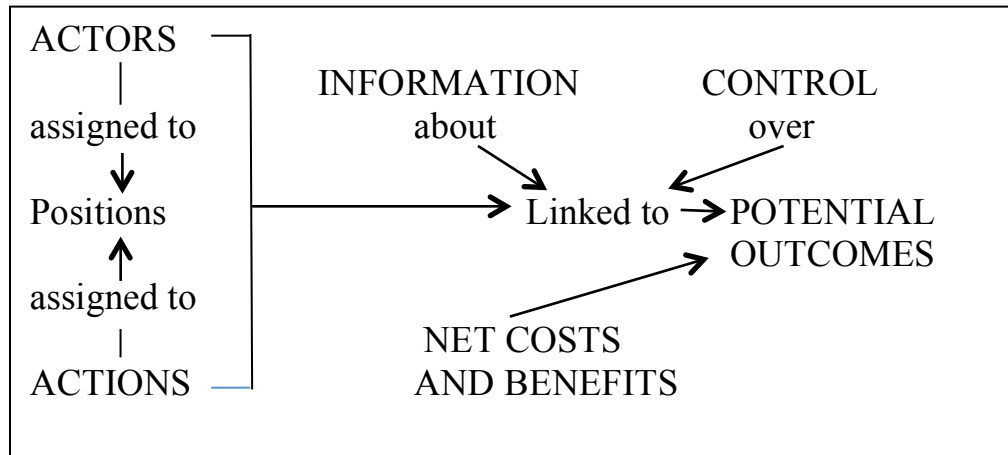 ACTORS
assigned to
Positions
assigned to
ACTIONS
INFORMATION
about
CONTROL
over
Linked to
POTENTIAL
OUTCOMES
NET COSTS
AND BENEFITS